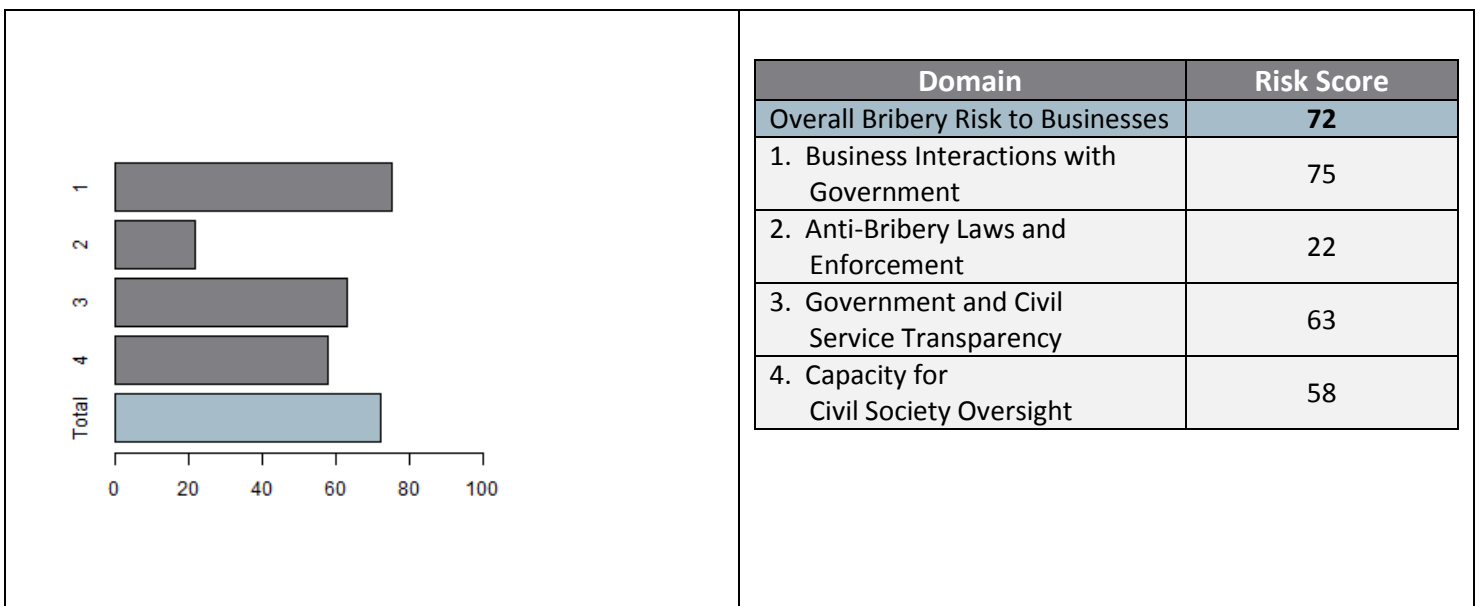 1
2
3
4
Total
0 20 40 60 80 100
Domain Risk Score
Overall Bribery Risk to Businesses 72
1. Business Interactions with
Government
75
2. Anti-Bribery Laws and
Enforcement
22
3. Government and Civil
Service Transparency
63
4. Capacity for
Civil Society Oversight
58